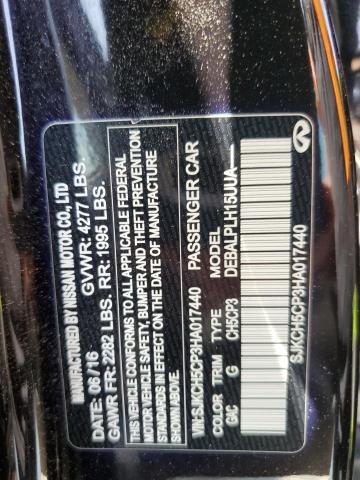 MANUFACTURED BY NISSAN MOTOR CO., LTD
DATE: 06 / 16 GVWR: 4277 LBS.
GAWR FR: 2282 LBS. RR: 1995 LBS.
THIS VEHICLE CONFORMS TO ALL APPLICABLE FEDERAL
MOTOR VEHICLE SAFETY, BUMPER AND THEFT PREVENTION
STANDARDS IN EFFECT ON THE DATE OF MANUFACTURE
SHOWN ABOVE.
VIN: SJKCH5CP3HA017440 PASSENGER CAR
COLOR TRIM TYPE MODEL
GAC G CH5CP3 DEBALPLH15UUA-----
SJKCH5CP3HA017440